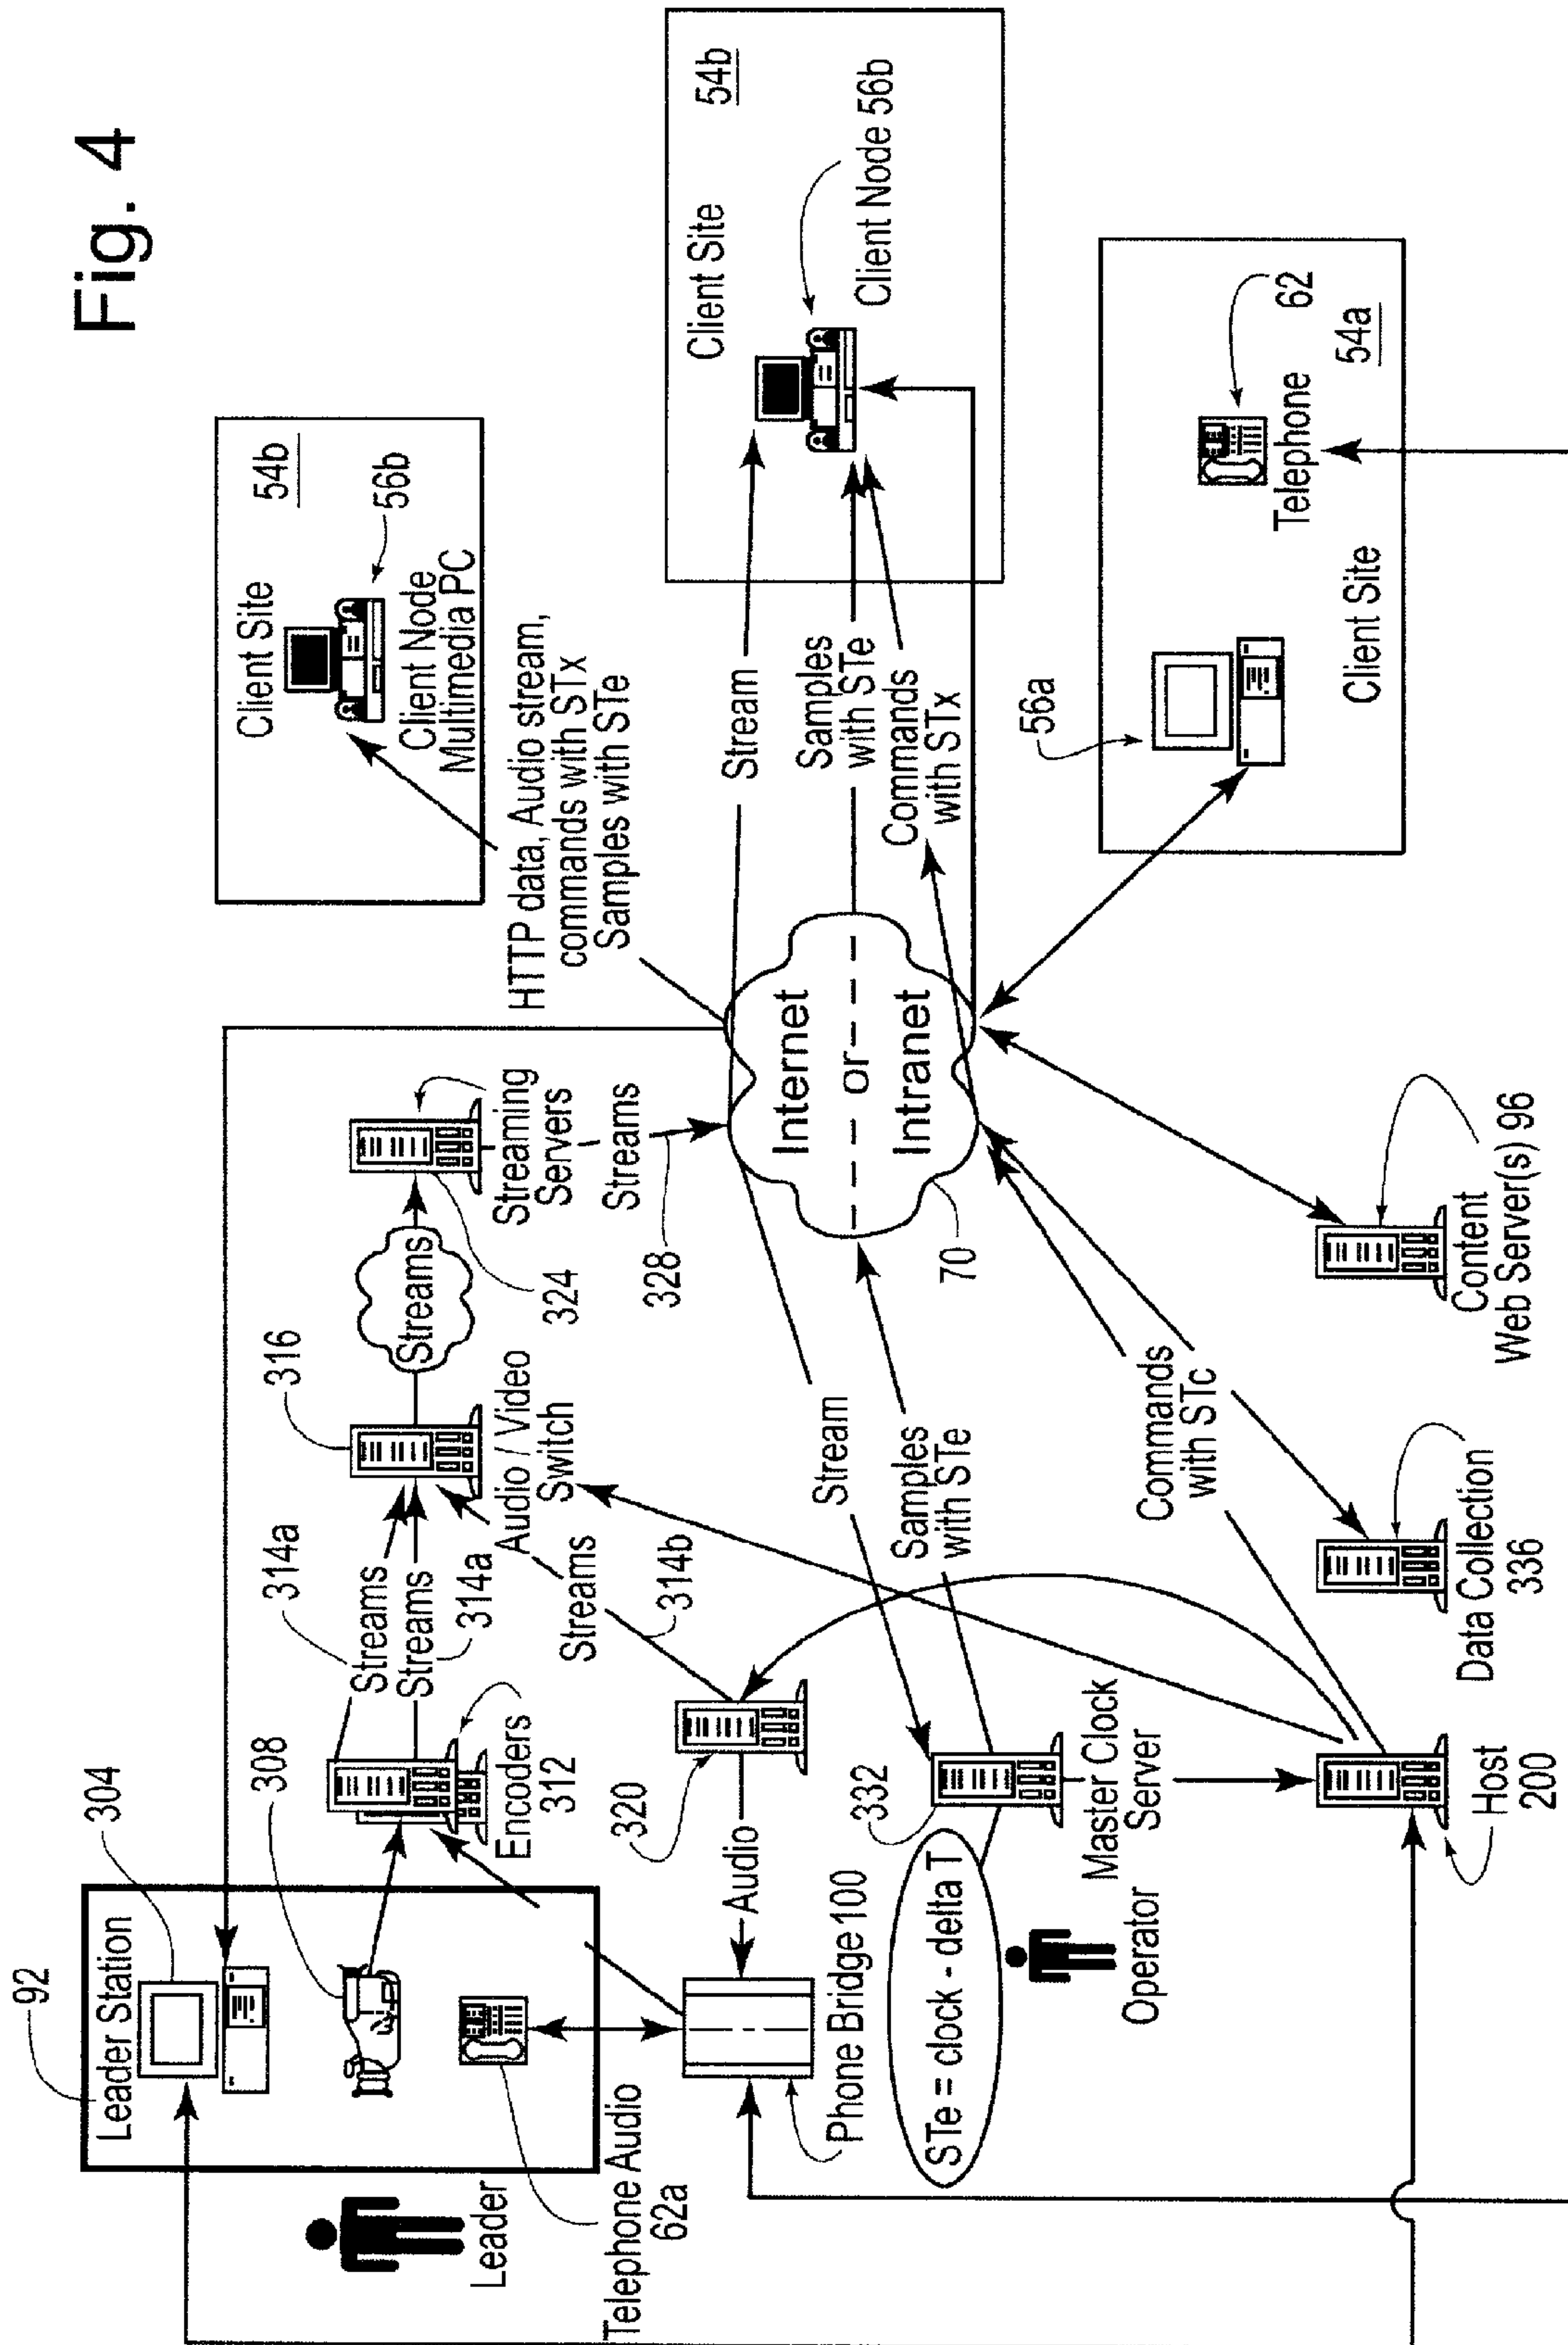 Fig. 4
92
Leader Station
304
308
Leader
Telephone Audio
62a
Encoders
312
314a
Streams
Streams
314a
316
Audio / Video
Switch
Streams
314b
Streams
324
Streaming
Servers
Streams
328
320
Audio
Phone Bridge 100
STe = clock - delta T
Operator
332
Master Clock
Server
Host
200
Stream
Samples
with STe
Commands
with STc
Data Collection
336
Content
Web Server(s) 96
Internet
or
Intranet
70
HTTP data, Audio stream,
commands with STx
Samples with STe
Client Site
54b
56b
Client Node
Multimedia PC
Stream
Samples
with STe
Commands
with STx
Client Site
54b
Client Node 56b
56a
Client Site
Telephone
62
54a